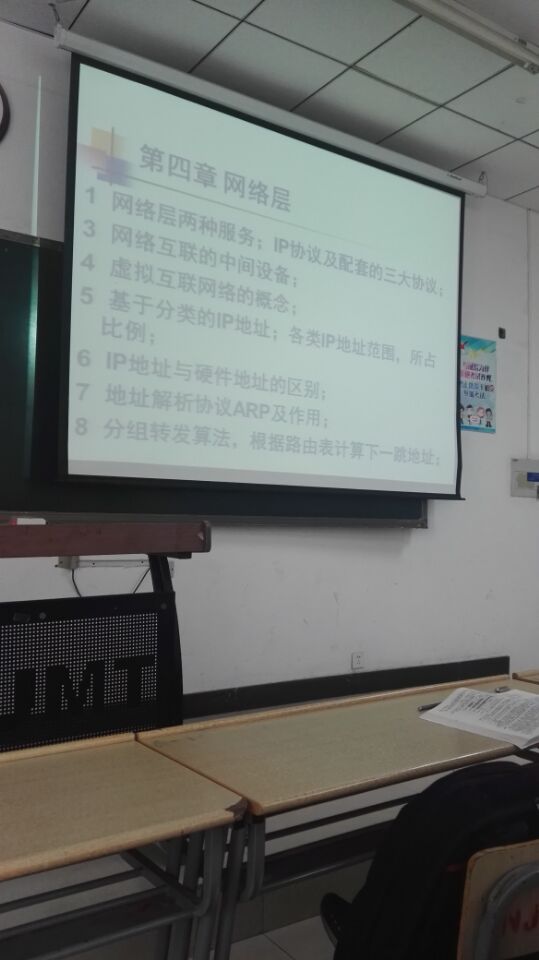 第四章 网络层
1 网络层两种服务；IP协议及配套的三大协议；
3 网络互联的中间设备；
4 虚拟互联网络的概念；
5 基于分类的IP地址；各类IP地址范围，所占
比例；
6 IP地址与硬件地址的区别；
7 地址解析协议ARP及作用；
8 分组转发算法，根据路由表计算下一跳地址；
JMT